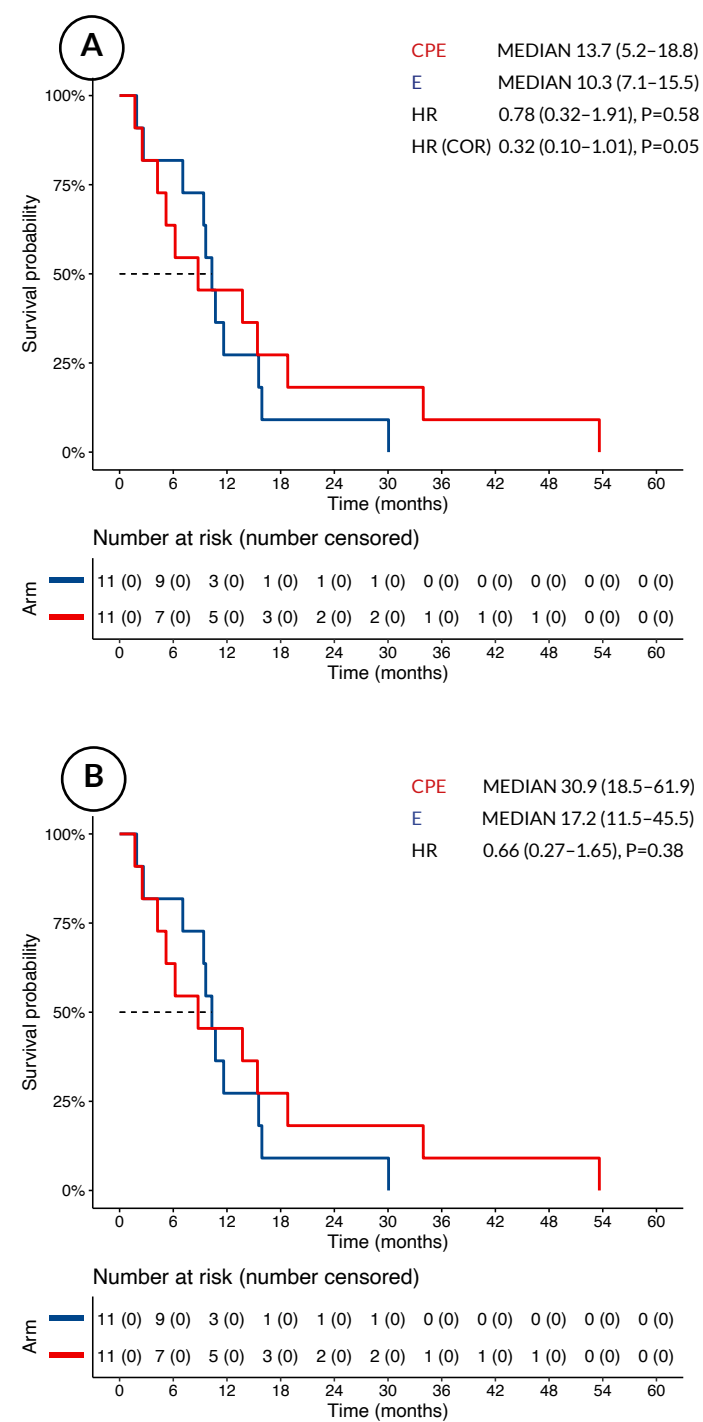 A
CPE MEDIAN 13.7 (5.2–18.8)
E MEDIAN 10.3 (7.1–15.5)
HR 0.78 (0.32–1.91), P=0.58
HR (COR) 0.32 (0.10–1.01), P=0.05
100%
75%
50%
25%
0%
Survival probability
0 6 12 18 24 30 36 42 48 54 60
Time (months)
Number at risk (number censored)
Arm
11 (0) 9 (0) 3 (0) 1 (0) 1 (0) 1 (0) 0 (0) 0 (0) 0 (0) 0 (0) 0 (0)
11 (0) 7 (0) 5 (0) 3 (0) 2 (0) 2 (0) 1 (0) 1 (0) 1 (0) 0 (0) 0 (0)
0 6 12 18 24 30 36 42 48 54 60
Time (months)
B
CPE MEDIAN 30.9 (18.5–61.9)
E MEDIAN 17.2 (11.5–45.5)
HR 0.66 (0.27–1.65), P=0.38
100%
75%
50%
25%
0%
Survival probability
0 6 12 18 24 30 36 42 48 54 60
Time (months)
Number at risk (number censored)
Arm
11 (0) 9 (0) 3 (0) 1 (0) 1 (0) 1 (0) 0 (0) 0 (0) 0 (0) 0 (0) 0 (0)
11 (0) 7 (0) 5 (0) 3 (0) 2 (0) 2 (0) 1 (0) 1 (0) 1 (0) 0 (0) 0 (0)
0 6 12 18 24 30 36 42 48 54 60
Time (months)